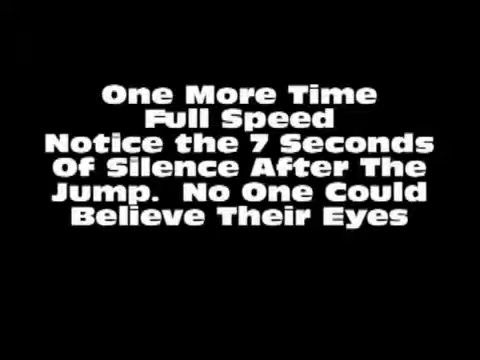 One More Time
Full Speed
Notice the 7 Seconds
Of Silence After The
Jump.  No One Could
Believe Their Eyes